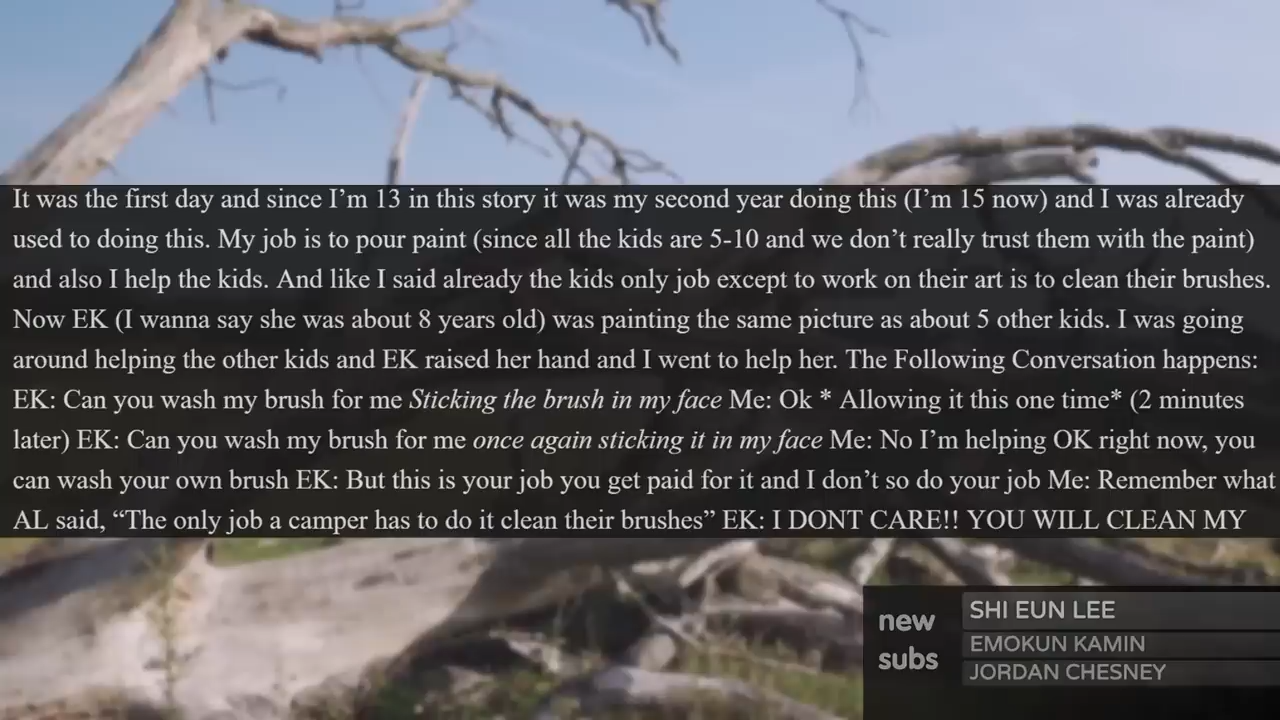 It was the first day and since I’m 13 in this story it was my second year doing this (I’m 15 now) and I was already
used to doing this. My job is to pour paint (since all the kids are 5-10 and we don’t really trust them with the paint)
and also I help the kids. And like I said already the kids only job except to work on their art is to clean their brushes.
Now EK (I wanna say she was about 8 years old) was painting the same picture as about 5 other kids. I was going
around helping the other kids and EK raised her hand and I went to help her. The Following Conversation happens:
EK: Can you wash my brush for me Sticking the brush in my face Me: Ok * Allowing it this one time* (2 minutes
later) EK: Can you wash my brush for me once again sticking it in my face Me: No I’m helping OK right now, you
can wash your own brush EK: But this is your job you get paid for it and I don’t so do your job Me: Remember what
AL said, “The only job a camper has to do it clean their brushes” EK: I DONT CARE!! YOU WILL CLEAN MY
new
subs
SHI EUN LEE
EMOKUN KAMIN
JORDAN CHESNEY